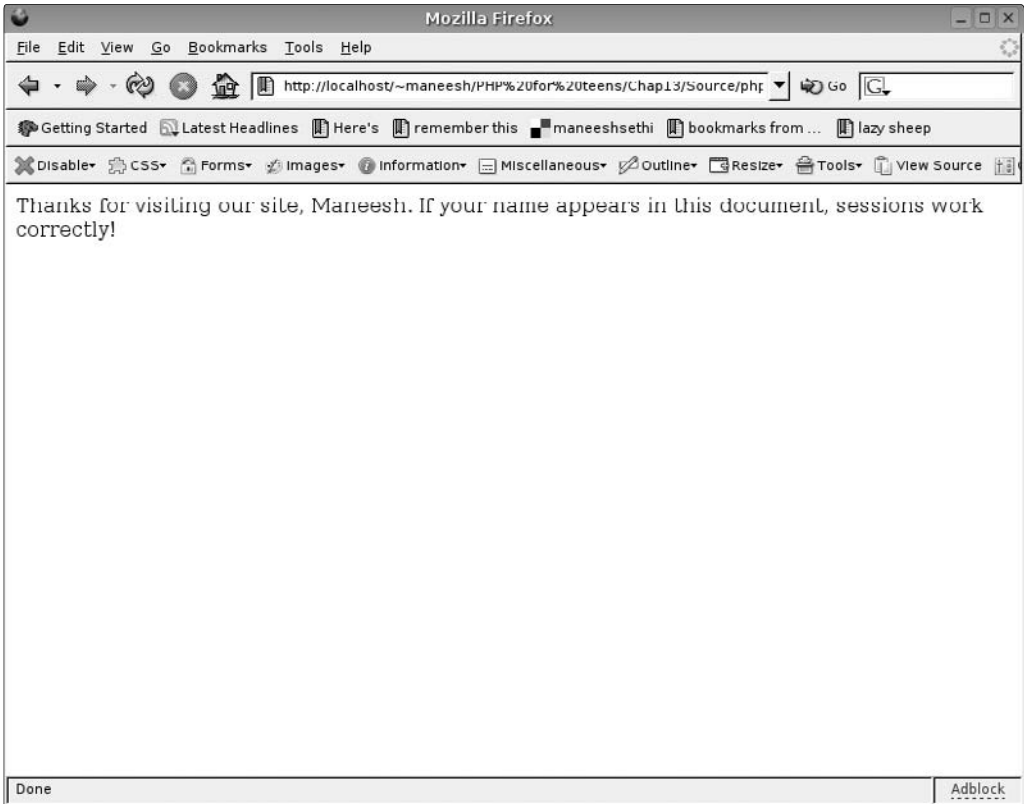 Mozilla Firefox
File Edit View Go Bookmarks Tools Help
http://localhost/~maneesh/PHP%20for%20teens/Chap13/Source/php Go G
Getting Started Latest Headlines Here's remember this maneeshsethi bookmarks from ... lazy sheep
Disable CSS Forms Images Information Miscellaneous Outline Resize Tools View Source
Thanks for visiting our site, Maneesh. If your name appears in this document, sessions work
correctly!
Done Adblock